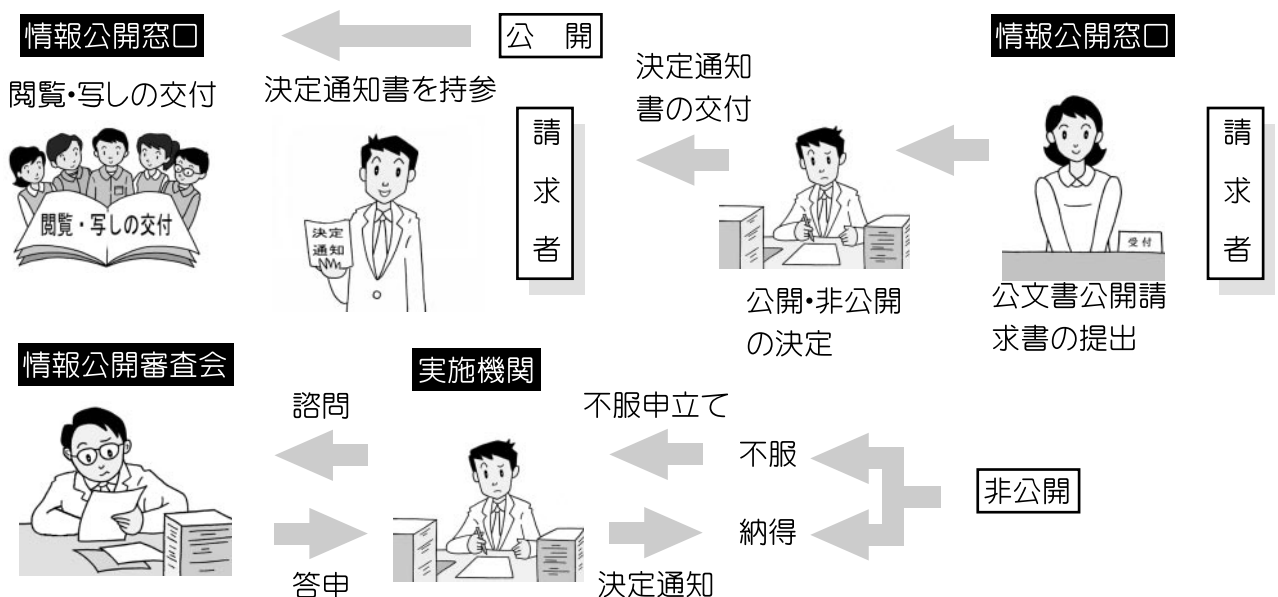 情報公開窓口
公　開
情報公開窓口
閲覧・写しの交付
決定通知書を持参
決定通知
書の交付
請求者
請求者
閲覧・写しの交付
決定
通知
受付
公開・非公開
の決定
公文書公開請
求書の提出
情報公開審査会
実施機関
諮問
不服申立て
不服
非公開
納得
答申
決定通知